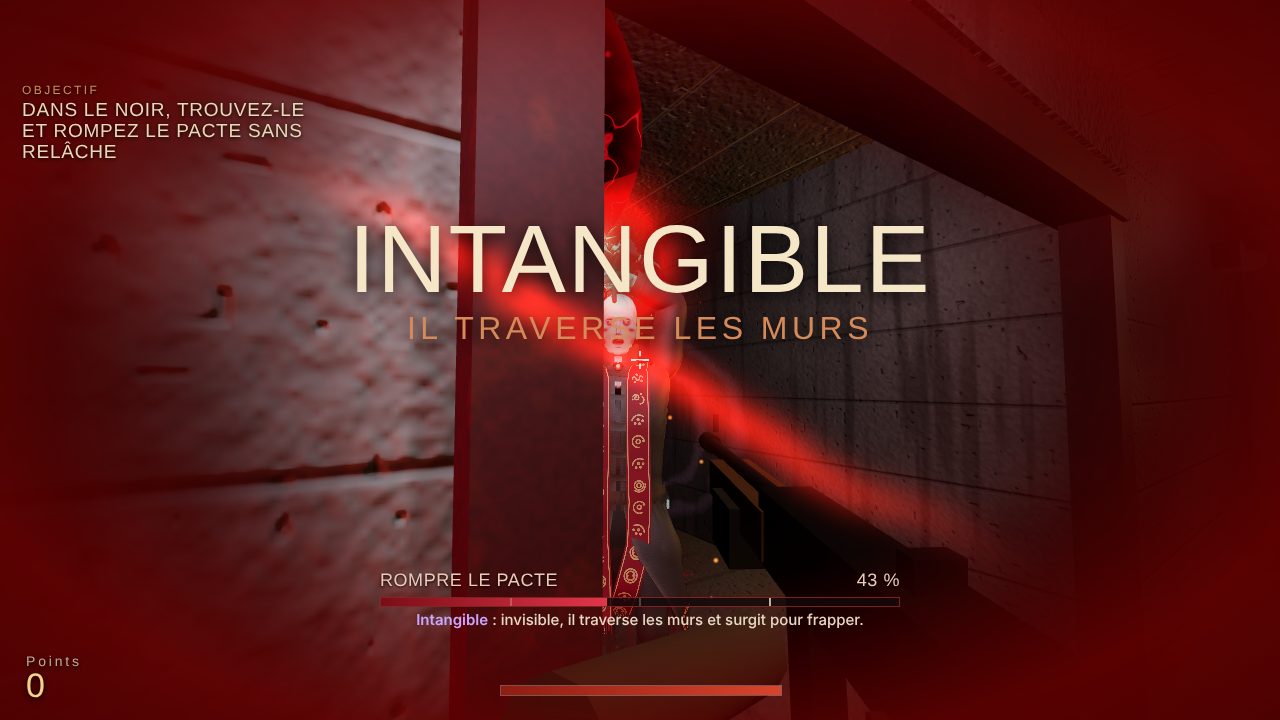 OBJECTIF
DANS LE NOIR, TROUVEZ-LE
ET ROMPEZ LE PACTE SANS
RELÂCHE
INTANGIBLE
IL TRAVERSE LES MURS
ROMPRE LE PACTE 43 %
Intangible : invisible, il traverse les murs et surgit pour frapper.
Points
0